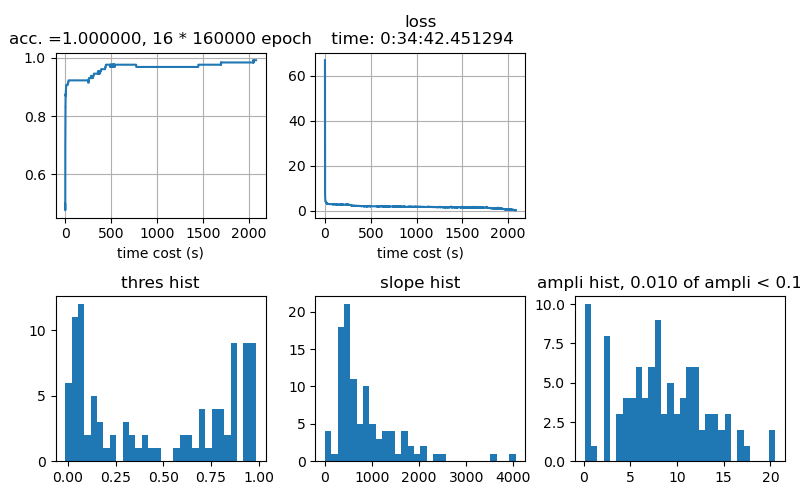 acc. =1.000000, 16 * 160000 epoch
1.0
0.8
0.6
0 500 1000 1500 2000
time cost (s)
loss
time: 0:34:42.451294
60
40
20
0
0 500 1000 1500 2000
time cost (s)
thres hist
10
5
0
0.00 0.25 0.50 0.75 1.00
slope hist
20
15
10
5
0
0 1000 2000 3000 4000
ampli hist, 0.010 of ampli < 0.1
10.0
7.5
5.0
2.5
0.0
0 5 10 15 20